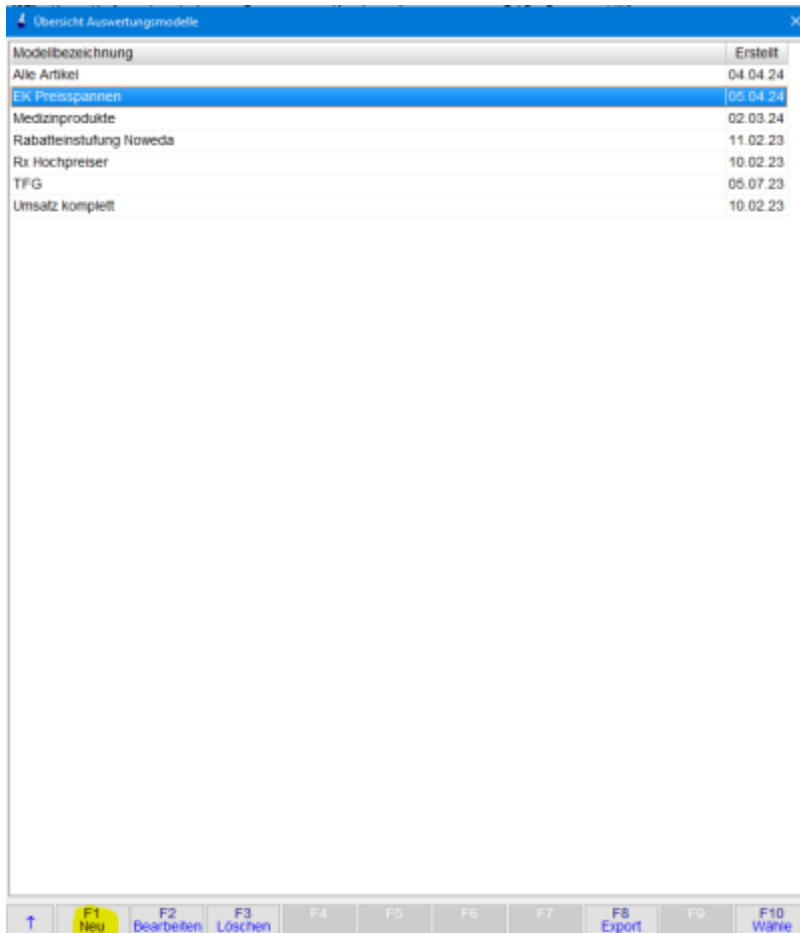 Übersicht Auswertungsmodelle
Modellbezeichnung Erstellt
Alle Artikel 04.04.24
EK Preisspannen 05.04.24
Medizinprodukte 02.03.24
Rabatteinstufung Noweda 11.02.23
Rx Hochpreiser 10.02.23
TFG 05.07.23
Umsatz komplett 10.02.23
F1 F2 F3 F4 F5 F6 F7 F8 F9 F10
↑ Neu Bearbeiten Löschen Export Wähle